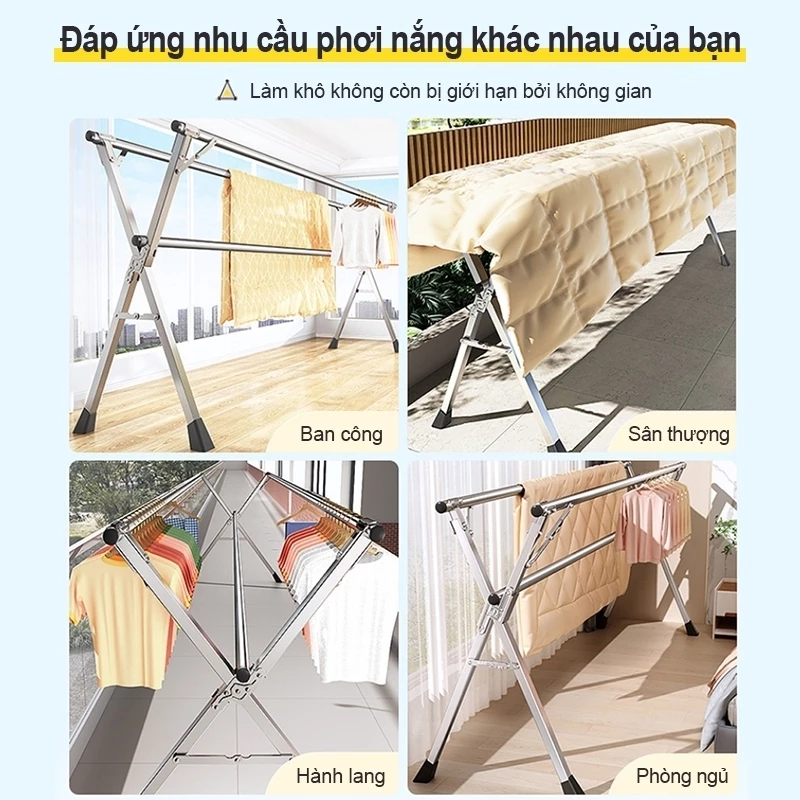 Đáp ứng nhu cầu phơi nắng khác nhau của bạn
Làm khô không còn bị giới hạn bởi không gian
Ban công
Sân thượng
Hành lang
Phòng ngủ